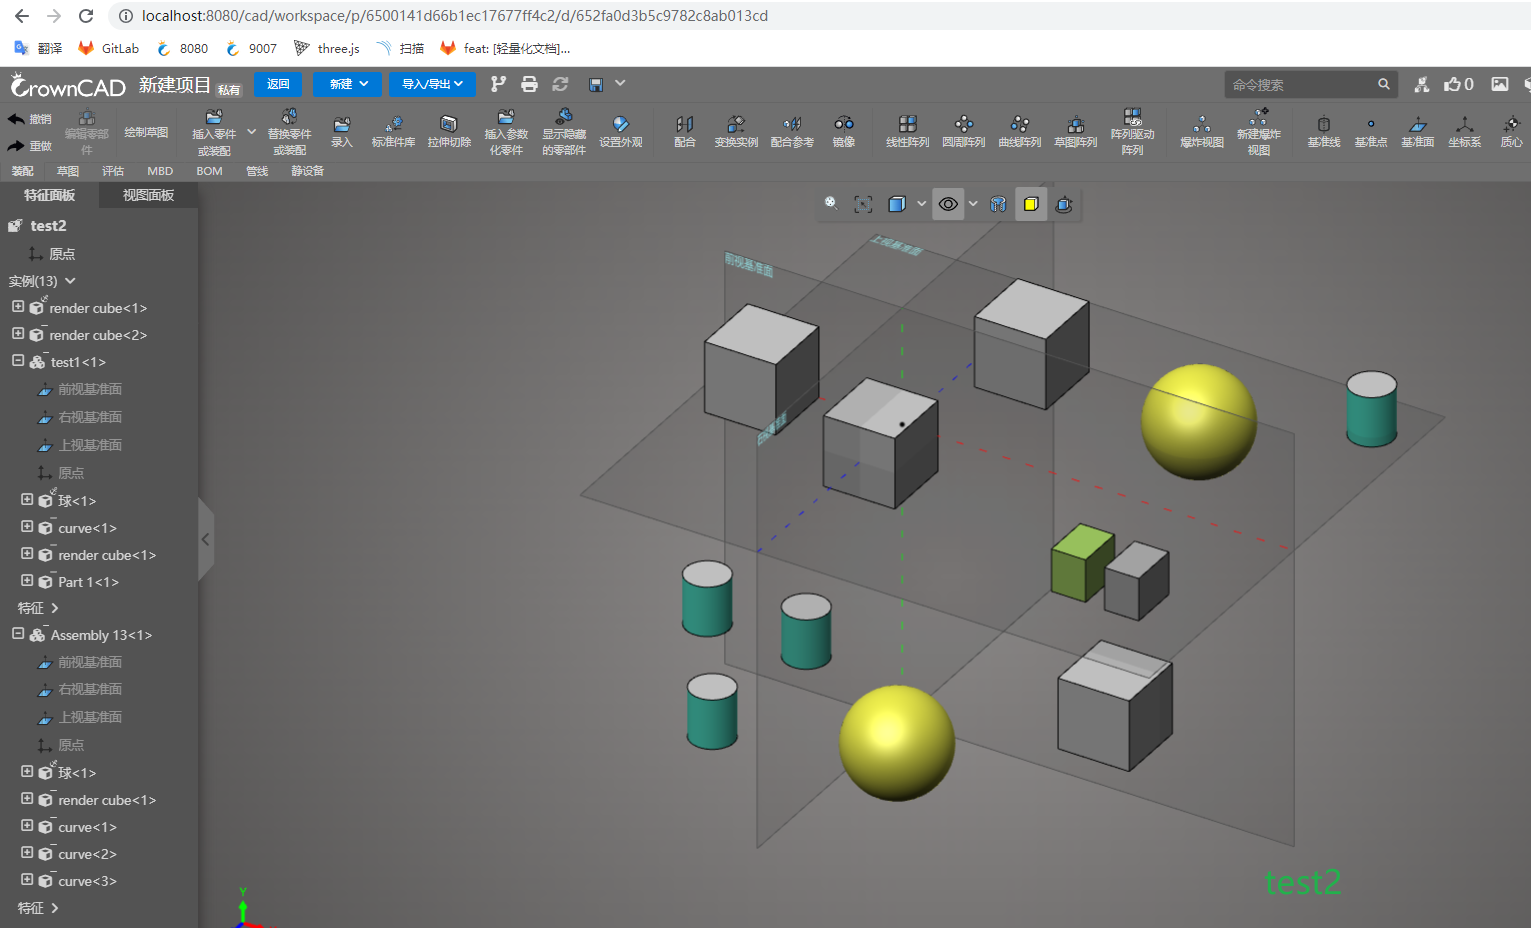 localhost:8080/cad/workspace/p/6500141d66b1ec17677ff4c2/d/652fa0d3b5c9782c8ab013cd
翻译 GitLab 8080 9007 three.js 扫描 feat: [轻量化文档]...
CrownCAD 新建项目 私有 返回 新建 导入/导出 命令搜索 0
撤销 重做 编辑零部件 绘制草图 插入零件或装配 替换零件或装配 录入 标准件库 拉伸切除 插入参数化零件 显示隐藏的零部件 设置外观 配合 变换实例 配合参考 镜像 线性阵列 圆周阵列 曲线阵列 草图阵列 阵列驱动阵列 爆炸视图 新建爆炸视图 基准线 基准点 基准面 坐标系 质心
装配 草图 评估 MBD BOM 管线 静设备
特征面板 视图面板
test2
原点
实例(13)
render cube<1>
render cube<2>
test1<1>
前视基准面
右视基准面
上视基准面
原点
球<1>
curve<1>
render cube<1>
Part 1<1>
特征
Assembly 13<1>
前视基准面
右视基准面
上视基准面
原点
球<1>
render cube<1>
curve<1>
curve<2>
curve<3>
特征
上视基准面
前视基准面
test2
Y